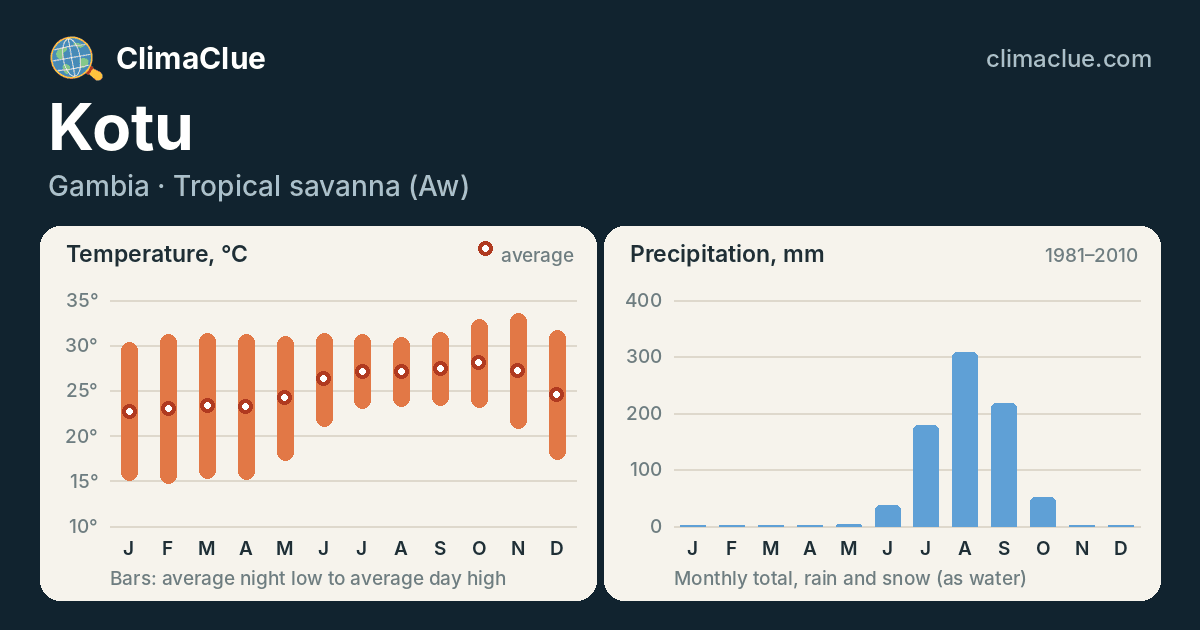 ClimaClue
climaclue.com
Kotu
Gambia · Tropical savanna (Aw)
Temperature, °C
average
35°
30°
25°
20°
15°
10°
J F M A M J J A S O N D
Bars: average night low to average day high
Precipitation, mm
1981–2010
400
300
200
100
0
J F M A M J J A S O N D
Monthly total, rain and snow (as water)